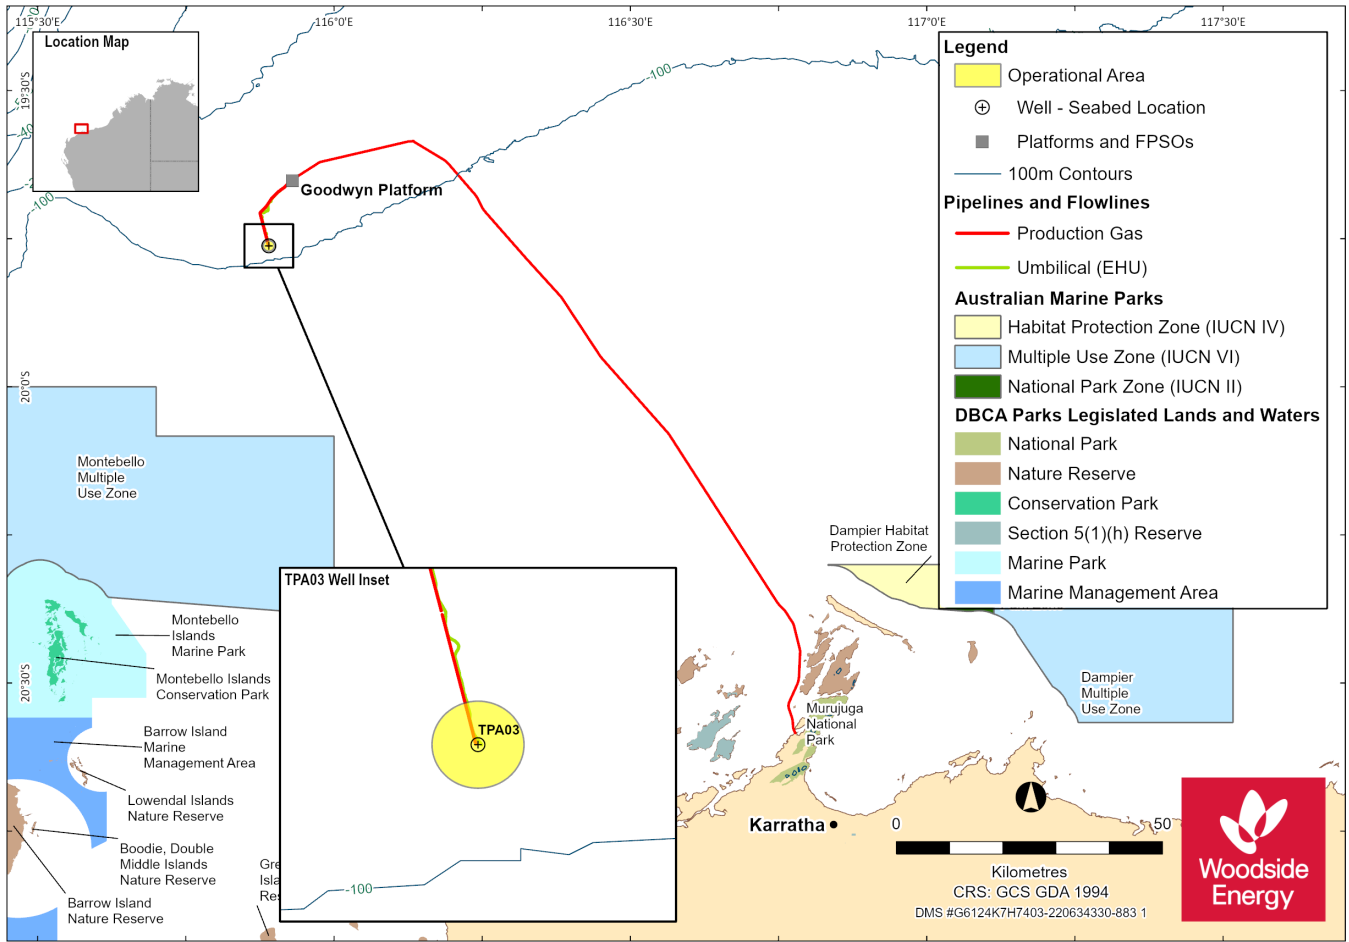 115°30'E
116°0'E
116°30'E
117°0'E
117°30'E
Location Map
19°30'S
20°0'S
20°30'S
-100
-100
Goodwyn Platform
Legend
Operational Area
Well - Seabed Location
Platforms and FPSOs
100m Contours
Pipelines and Flowlines
Production Gas
Umbilical (EHU)
Australian Marine Parks
Habitat Protection Zone (IUCN IV)
Multiple Use Zone (IUCN VI)
National Park Zone (IUCN II)
DBCA Parks Legislated Lands and Waters
National Park
Nature Reserve
Conservation Park
Section 5(1)(h) Reserve
Marine Park
Marine Management Area
Montebello
Multiple
Use Zone
Dampier Habitat
Protection Zone
TPA03 Well Inset
TPA03
-100
Montebello
Islands
Marine Park
Montebello Islands
Conservation Park
Barrow Island
Marine
Management Area
Lowendal Islands
Nature Reserve
Boodie, Double
Middle Islands
Nature Reserve
Barrow Island
Nature Reserve
Gre
Isla
Res
Murujuga
National
Park
Dampier
Multiple
Use Zone
Karratha
0
50
Kilometres
CRS: GCS GDA 1994
DMS #G6124K7H7403-220634330-883 1
Woodside
Energy